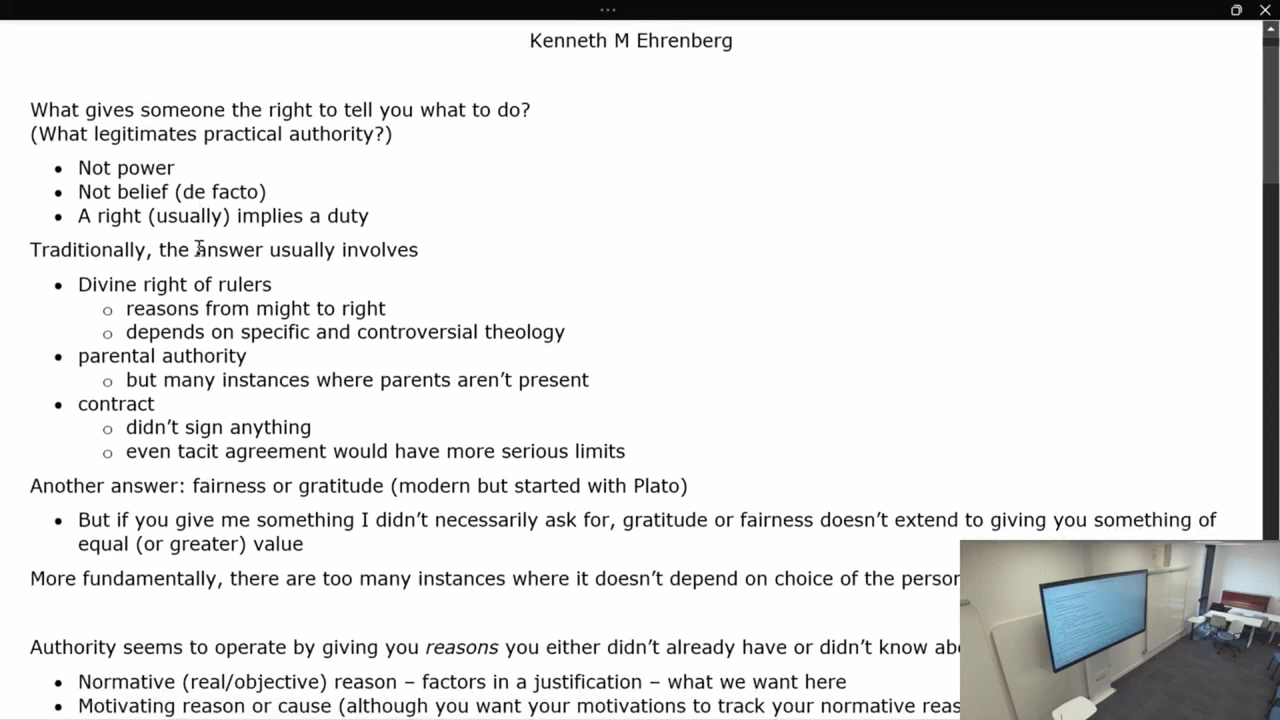 Kenneth M Ehrenberg
What gives someone the right to tell you what to do?
(What legitimates practical authority?)
• Not power
• Not belief (de facto)
• A right (usually) implies a duty
Traditionally, the answer usually involves
• Divine right of rulers
o reasons from might to right
o depends on specific and controversial theology
• parental authority
o but many instances where parents aren’t present
• contract
o didn’t sign anything
o even tacit agreement would have more serious limits
Another answer: fairness or gratitude (modern but started with Plato)
• But if you give me something I didn’t necessarily ask for, gratitude or fairness doesn’t extend to giving you something of
equal (or greater) value
More fundamentally, there are too many instances where it doesn’t depend on choice of the person
Authority seems to operate by giving you reasons you either didn’t already have or didn’t know
• Normative (real/objective) reason – factors in a justification – what we want here
• Motivating reason or cause (although you want your motivations to track your normative